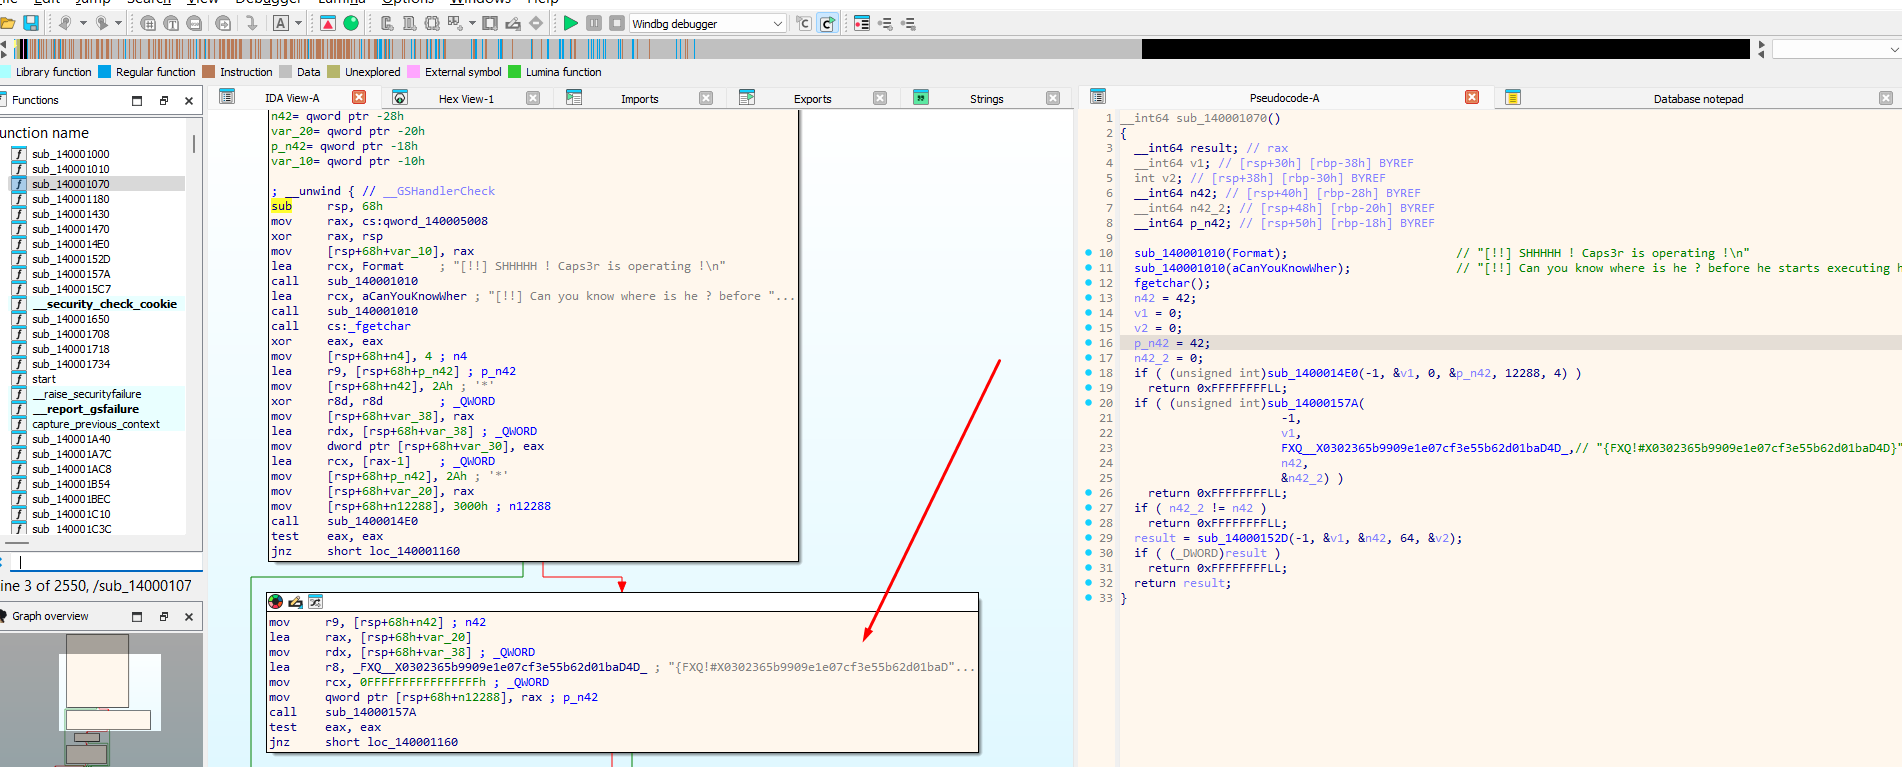 File Edit Jump Search View Debugger Lumina Options Windows Help
Windbg debugger
Library function Regular function Instruction Data Unexplored External symbol Lumina function
Functions
unction name
sub_140001000
sub_140001010
sub_140001070
sub_140001180
sub_140001430
sub_140001470
sub_1400014E0
sub_14000152D
sub_14000157A
sub_1400015C7
__security_check_cookie
sub_140001650
sub_140001708
sub_140001718
sub_140001734
start
__raise_securityfailure
__report_gsfailure
capture_previous_context
sub_140001A40
sub_140001A7C
sub_140001AC8
sub_140001B54
sub_140001BEC
sub_140001C10
sub_140001C3C
ine 3 of 2550, /sub_14000107
Graph overview
IDA View-A Hex View-1 Imports Exports Strings
n42= qword ptr -28h
var_20= qword ptr -20h
p_n42= qword ptr -18h
var_10= qword ptr -10h
; __unwind { // __GSHandlerCheck
sub rsp, 68h
mov rax, cs:qword_140005008
xor rax, rsp
mov [rsp+68h+var_10], rax
lea rcx, Format ; "[!!] SHHHHH ! Caps3r is operating !\n"
call sub_140001010
lea rcx, aCanYouKnowWher ; "[!!] Can you know where is he ? before "...
call sub_140001010
call cs:_fgetchar
xor eax, eax
mov [rsp+68h+n4], 4 ; n4
lea r9, [rsp+68h+p_n42] ; p_n42
mov [rsp+68h+n42], 2Ah ; '*'
xor r8d, r8d ; _QWORD
mov [rsp+68h+var_38], rax
lea rdx, [rsp+68h+var_38] ; _QWORD
mov dword ptr [rsp+68h+var_30], eax
lea rcx, [rax-1] ; _QWORD
mov [rsp+68h+p_n42], 2Ah ; '*'
mov [rsp+68h+var_20], rax
mov [rsp+68h+n12288], 3000h ; n12288
call sub_1400014E0
test eax, eax
jnz short loc_140001160
mov r9, [rsp+68h+n42] ; n42
lea rax, [rsp+68h+var_20]
mov rdx, [rsp+68h+var_38] ; _QWORD
lea r8, _FXQ__X0302365b9909e1e07cf3e55b62d01baD4D_ ; "{FXQ!#X0302365b9909e1e07cf3e55b62d01baD"...
mov rcx, 0FFFFFFFFFFFFFFFFh ; _QWORD
mov qword ptr [rsp+68h+n12288], rax ; p_n42
call sub_14000157A
test eax, eax
jnz short loc_140001160
Pseudocode-A Database notepad
1 __int64 sub_140001070()
2 {
3 __int64 result; // rax
4 __int64 v1; // [rsp+30h] [rbp-38h] BYREF
5 int v2; // [rsp+38h] [rbp-30h] BYREF
6 __int64 n42; // [rsp+40h] [rbp-28h] BYREF
7 __int64 n42_2; // [rsp+48h] [rbp-20h] BYREF
8 __int64 p_n42; // [rsp+50h] [rbp-18h] BYREF
9
10 sub_140001010(Format); // "[!!] SHHHHH ! Caps3r is operating !\n"
11 sub_140001010(aCanYouKnowWher); // "[!!] Can you know where is he ? before he starts executing h
12 fgetchar();
13 n42 = 42;
14 v1 = 0;
15 v2 = 0;
16 p_n42 = 42;
17 n42_2 = 0;
18 if ( (unsigned int)sub_1400014E0(-1, &v1, 0, &p_n42, 12288, 4) )
19 return 0xFFFFFFFFLL;
20 if ( (unsigned int)sub_14000157A(
21 -1,
22 v1,
23 FXQ__X0302365b9909e1e07cf3e55b62d01baD4D_,// "{FXQ!#X0302365b9909e1e07cf3e55b62d01baD4D}"
24 n42,
25 &n42_2) )
26 return 0xFFFFFFFFLL;
27 if ( n42_2 != n42 )
28 return 0xFFFFFFFFLL;
29 result = sub_14000152D(-1, &v1, &n42, 64, &v2);
30 if ( (_DWORD)result )
31 return 0xFFFFFFFFLL;
32 return result;
33 }